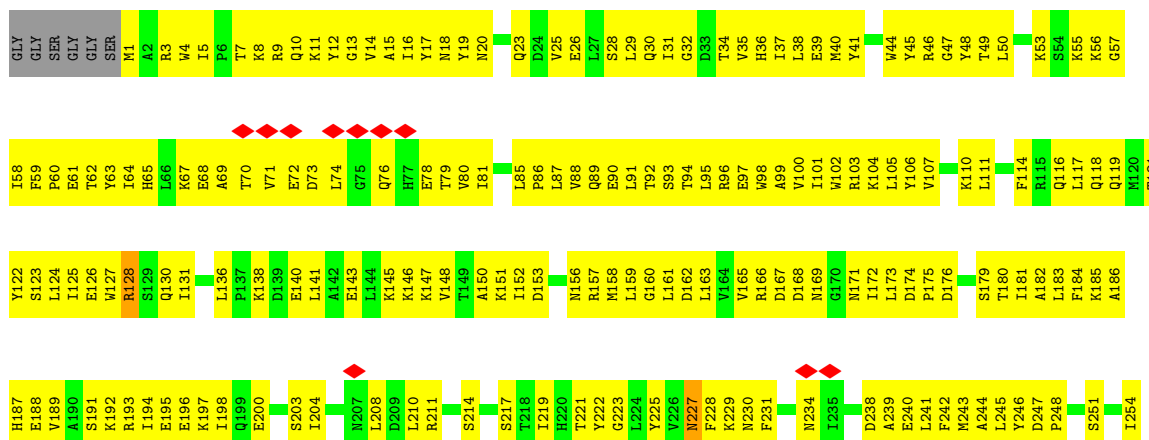 GLY GLY SER GLY GLY SER M1 A2 R3 W4 I5 P6 T7 K8 R9 Q10 K11 Y12 G13 V14 A15 I16 Y17 N18 Y19 N20 Q23 D24 V25 E26 L27 S28 L29 Q30 I31 G32 D33 T34 V35 H36 I37 L38 E39 M40 Y41 W44 Y45 R46 G47 Y48 T49 L50 K53 S54 K55 K56 G57
I58 F59 P60 E61 T62 Y63 I64 H65 L66 K67 E68 A69 T70 V71 E72 D73 L74 G75 Q76 H77 E78 T79 V80 I81 L85 P86 L87 V88 Q89 E90 L91 T92 S93 T94 L95 R96 E97 W98 A99 V100 I101 W102 R103 K104 L105 Y106 V107 K110 L111 F114 R115 Q116 L117 Q118 Q119 M120
Y122 S123 L124 I125 E126 W127 R128 S129 Q130 I131 L136 P137 K138 D139 E140 L141 A142 E143 L144 K145 K146 K147 V148 T149 A150 K151 I152 D153 N156 R157 M158 L159 G160 L161 D162 L163 V164 V165 R166 D167 D168 N169 G170 N171 I172 L173 D174 P175 D176 S179 T180 I181 A182 L183 F184 K185 A186
H187 E188 V189 A190 S191 K192 R193 I194 E195 E196 K197 I198 Q199 E200 S203 I204 N207 L208 D209 L210 R211 S214 S217 T218 I219 H220 T221 Y222 G223 L224 Y225 V226 N227 F228 K229 N230 F231 N234 I235 D238 A239 E240 L241 F242 M243 A244 L245 Y246 D247 P248 S251 I254